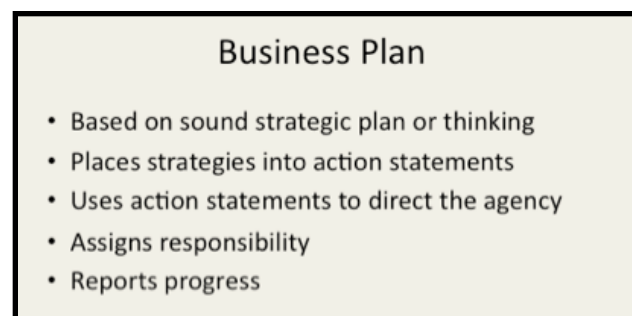 Business Plan
• Based on sound strategic plan or thinking
• Places strategies into action statements
• Uses action statements to direct the agency
• Assigns responsibility
• Reports progress